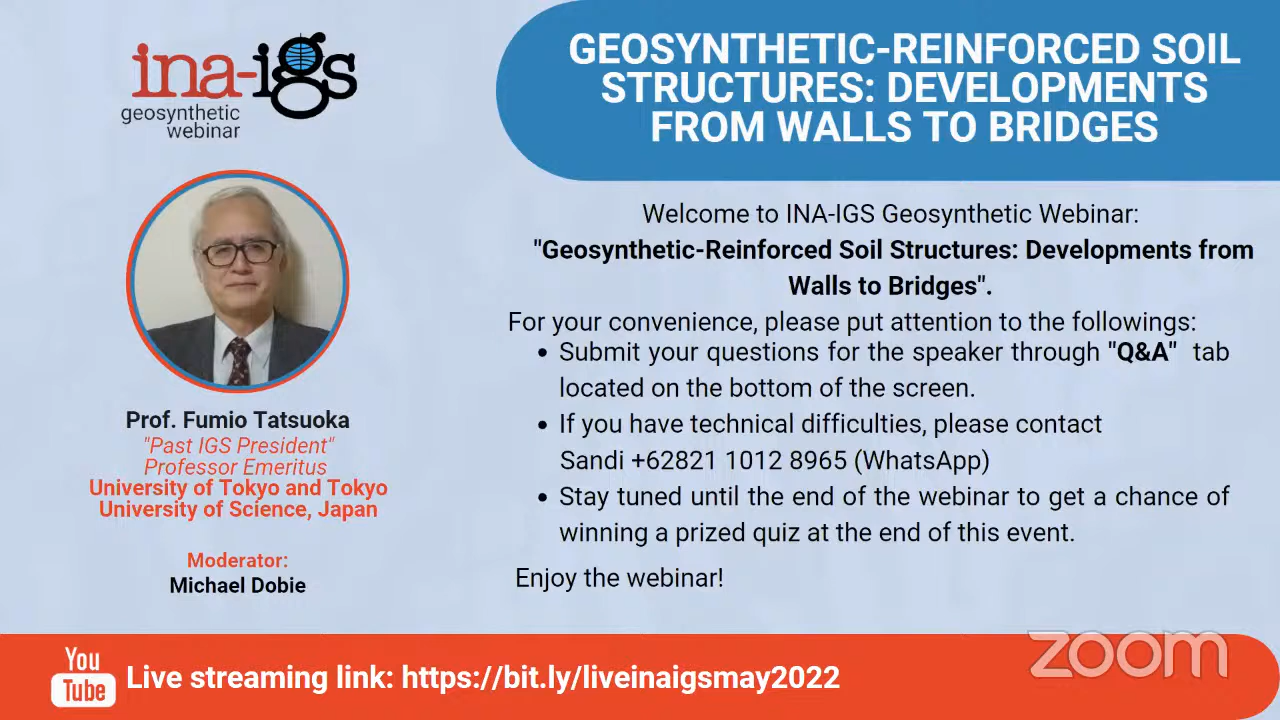 ina-igs
geosynthetic
webinar
GEOSYNTHETIC-REINFORCED SOIL
STRUCTURES: DEVELOPMENTS
FROM WALLS TO BRIDGES
Prof. Fumio Tatsuoka
"Past IGS President"
Professor Emeritus
University of Tokyo and Tokyo
University of Science, Japan
Moderator:
Michael Dobie
Welcome to INA-IGS Geosynthetic Webinar:
"Geosynthetic-Reinforced Soil Structures: Developments from
Walls to Bridges".
For your convenience, please put attention to the followings:
• Submit your questions for the speaker through "Q&A" tab
located on the bottom of the screen.
• If you have technical difficulties, please contact
Sandi +62821 1012 8965 (WhatsApp)
• Stay tuned until the end of the webinar to get a chance of
winning a prized quiz at the end of this event.
Enjoy the webinar!
You
Tube
Live streaming link: https://bit.ly/liveinaigsmay2022
zoom